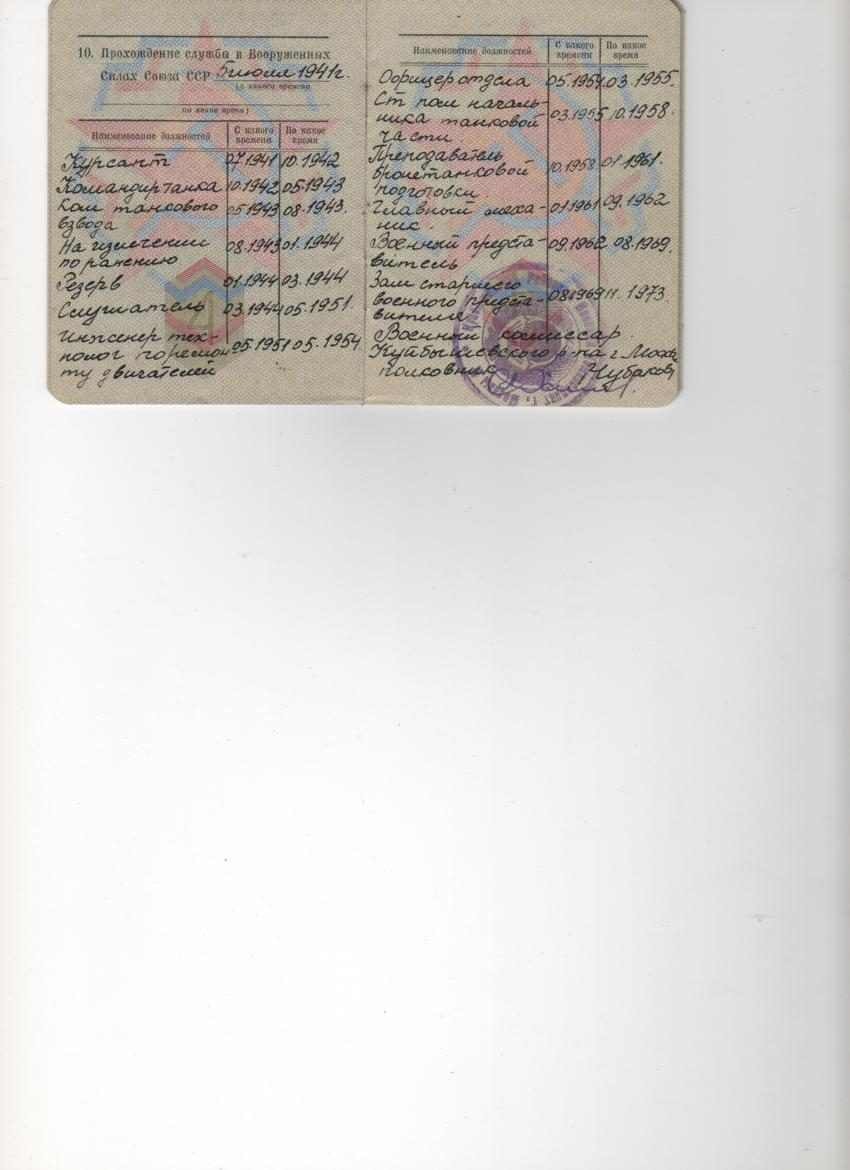 10. Прохождение службы в Вооруженных
Силах Союза ССР 5 июля 1941г.
(с какого времени
по какое время)
Наименование должностей С какого времени По какое время
Курсант 07.1941 10.1942
Командир танка 10.1942 05.1943
Ком танкового 05.1943 08.1943.
взвода
На излечении 08.1943 01.1944
по ранению
Резерв 01.1944 03.1944
Слушатель 03.1944 05.1951.
Инженер тех-
нолог по ремон- 05.1951 05.1954
ту двигателей
4
Наименование должностей С какого времени По какое время
Офицер отдела 05.1954 03.1955.
Ст пом началь-
ника танковой 03.1955 10.1958.
части
Преподаватель
бронетанковой 10.1958 01.1961.
подготовки.
Главный меха- 01.1961 09.1962
ник.
Военный предста- 09.1962 08.1969.
витель
Зам старшего
военного предста- 08.1969 11.1973.
вителя.
Военный комиссар
Куйбышевского р-на г. Москв
полковник Чубаков